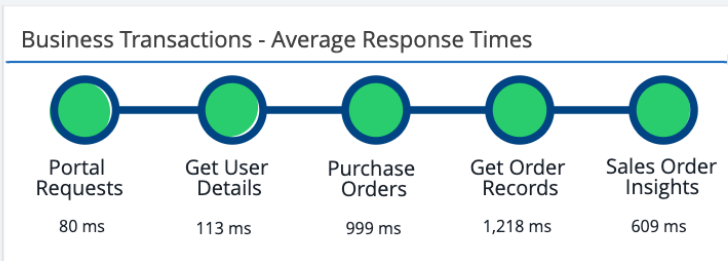 Business Transactions - Average Response Times
Portal
Requests
80 ms
Get User
Details
113 ms
Purchase
Orders
999 ms
Get Order
Records
1,218 ms
Sales Order
Insights
609 ms